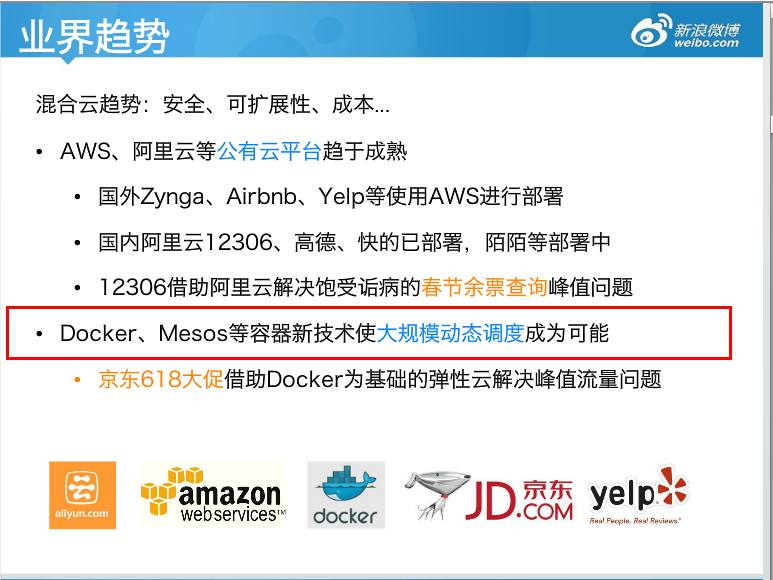 业界趋势
新浪微博
weibo.com
混合云趋势：安全、可扩展性、成本...
• AWS、阿里云等公有云平台趋于成熟
• 国外Zynga、Airbnb、Yelp等使用AWS进行部署
• 国内阿里云12306、高德、快的已部署，陌陌等部署中
• 12306借助阿里云解决饱受诟病的春节余票查询峰值问题
• Docker、Mesos等容器新技术使大规模动态调度成为可能
• 京东618大促借助Docker为基础的弹性云解决峰值流量问题
云
aliyun.com
amazon
webservices™
docker
JD京东
.COM
yelp
Real People. Real Reviews.®